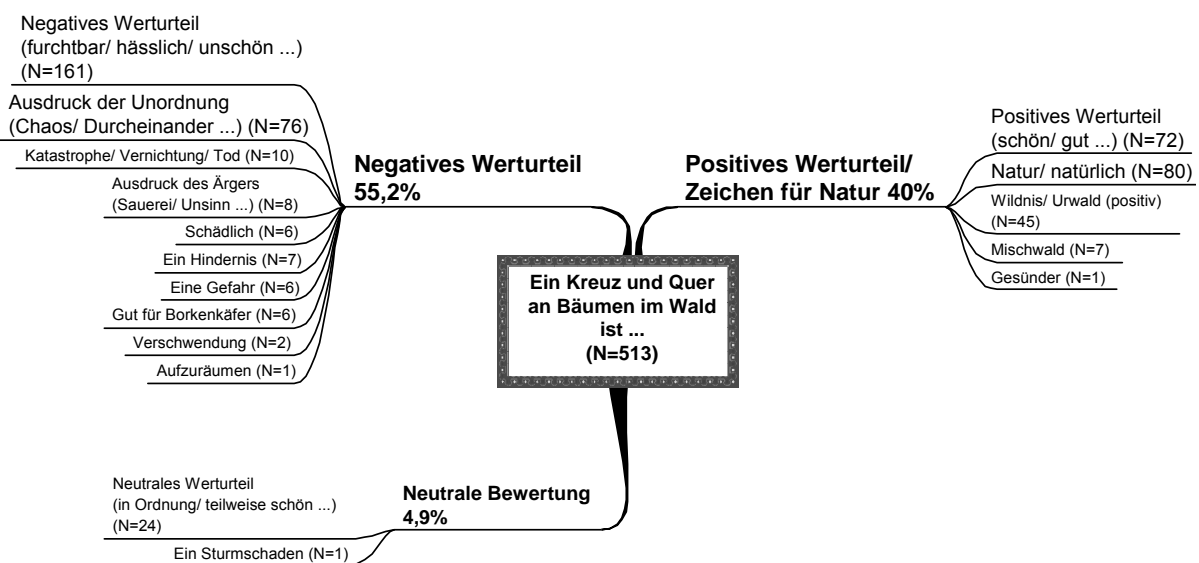 Negatives Werturteil
(furchtbar/ hässlich/ unschön ...)
(N=161)
Ausdruck der Unordnung
(Chaos/ Durcheinander ...) (N=76)
Katastrophe/ Vernichtung/ Tod (N=10)
Ausdruck des Ärgers
(Sauerei/ Unsinn ...) (N=8)
Schädlich (N=6)
Ein Hindernis (N=7)
Eine Gefahr (N=6)
Gut für Borkenkäfer (N=6)
Verschwendung (N=2)
Aufzuräumen (N=1)
Negatives Werturteil
55,2%
Positives Werturteil/
Zeichen für Natur 40%
Positives Werturteil
(schön/ gut ...) (N=72)
Natur/ natürlich (N=80)
Wildnis/ Urwald (positiv)
(N=45)
Mischwald (N=7)
Gesünder (N=1)
Ein Kreuz und Quer
an Bäumen im Wald
ist ...
(N=513)
Neutrale Bewertung
4,9%
Neutrales Werturteil
(in Ordnung/ teilweise schön ...)
(N=24)
Ein Sturmschaden (N=1)